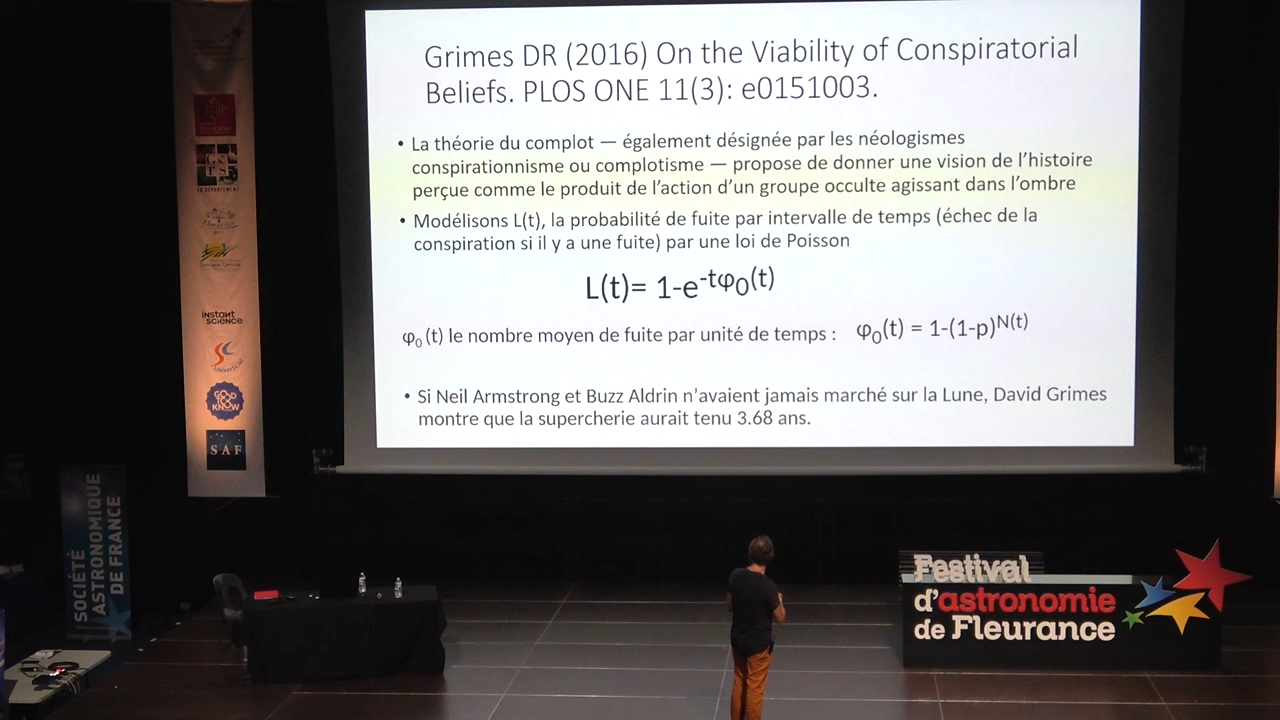 Grimes DR (2016) On the Viability of Conspiratorial
Beliefs. PLOS ONE 11(3): e0151003.
• La théorie du complot — également désignée par les néologismes
conspirationnisme ou complotisme — propose de donner une vision de l'histoire
perçue comme le produit de l'action d'un groupe occulte agissant dans l'ombre
• Modélisons L(t), la probabilité de fuite par intervalle de temps (échec de la
conspiration si il y a une fuite) par une loi de Poisson
L(t)= 1-e^-tφ₀(t)
φ₀ (t) le nombre moyen de fuite par unité de temps : φ₀(t) = 1-(1-p)^N(t)
• Si Neil Armstrong et Buzz Aldrin n'avaient jamais marché sur la Lune, David Grimes
montre que la supercherie aurait tenu 3.68 ans.
LE DÉPARTEMENT
instant
science
GOOD
TO
KNOW
SAF
SOCIÉTÉ
ASTRONOMIQUE
DE FRANCE
Festival
d'astronomie
de Fleurance